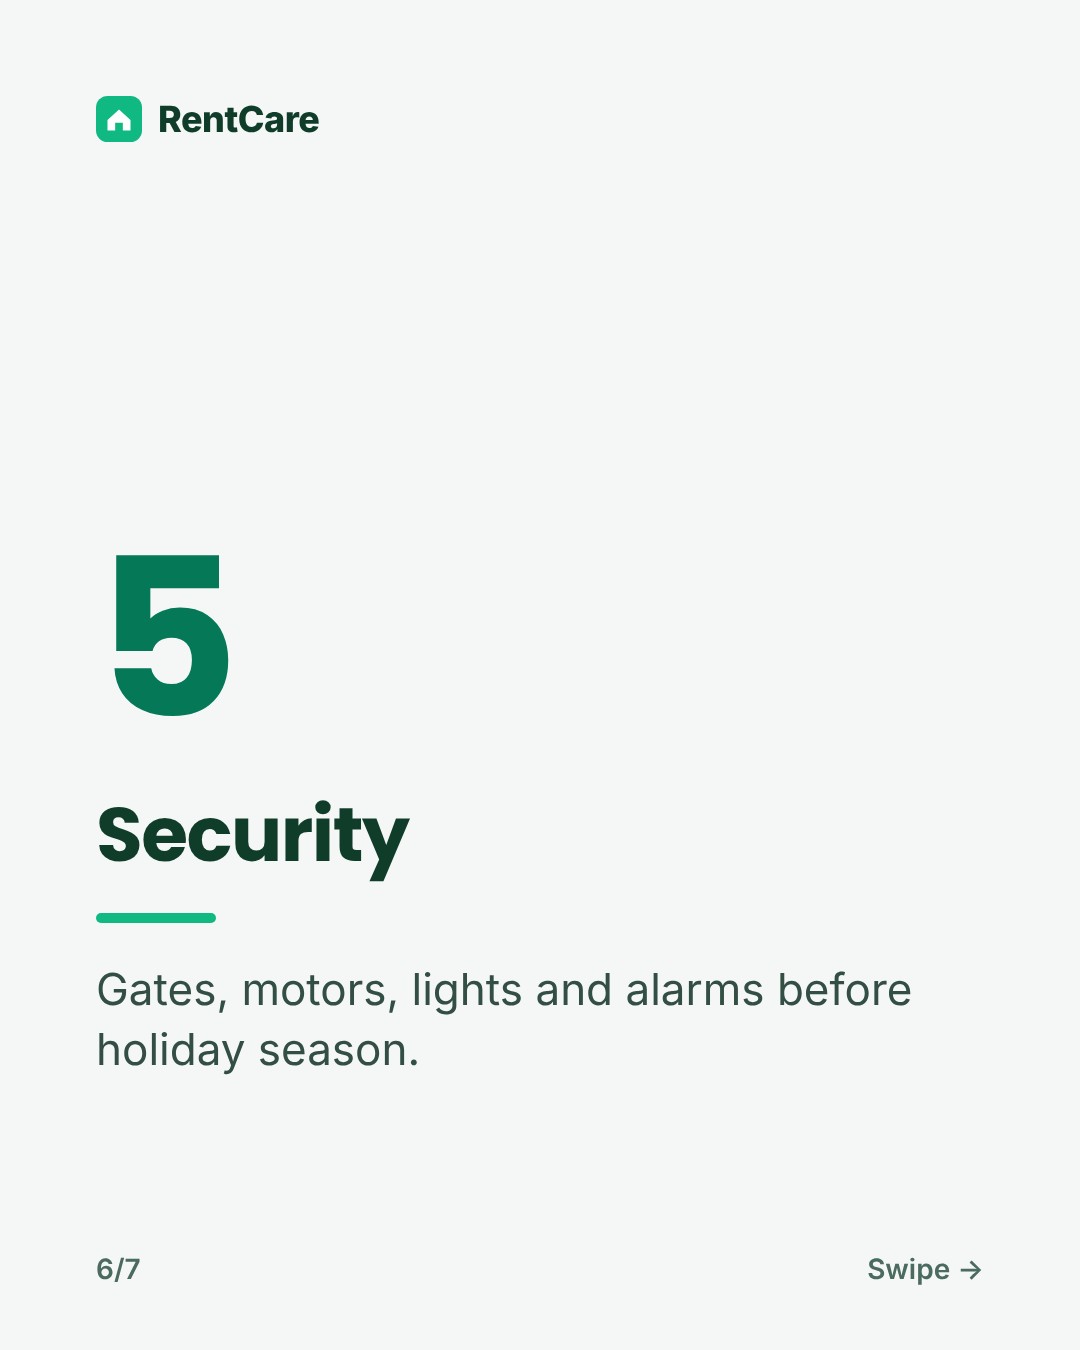 RentCare
5
Security
Gates, motors, lights and alarms before
holiday season.
6/7
Swipe →